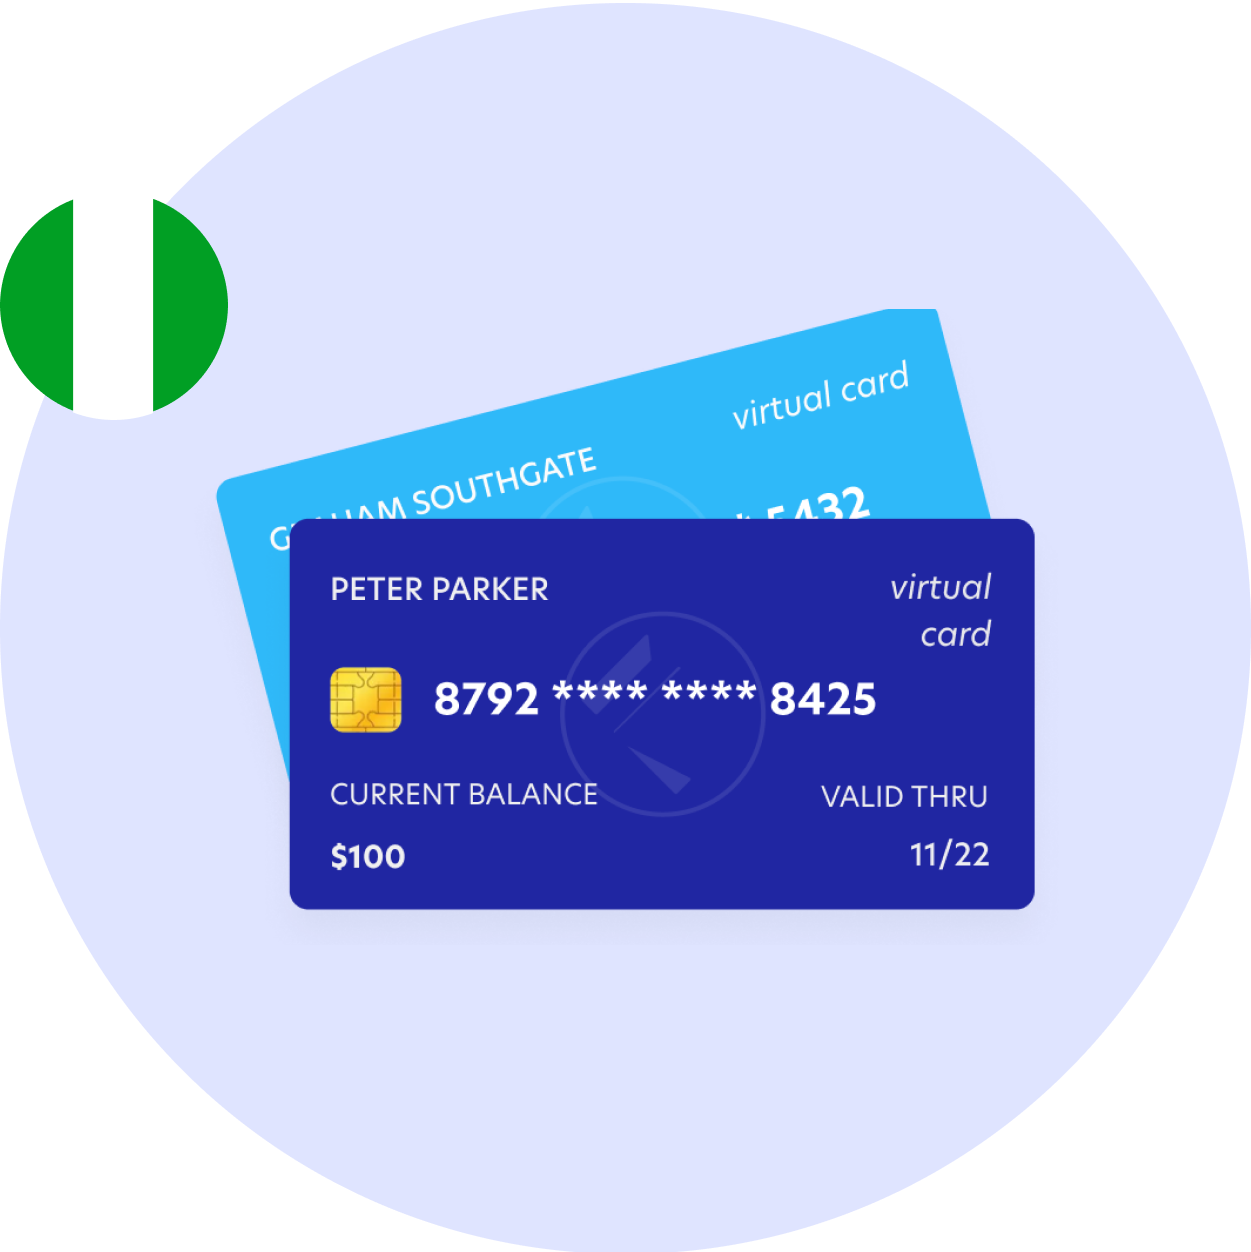 virtual card
SOUTHGATE
5432
PETER PARKER
virtual
card
8792 **** **** 8425
CURRENT BALANCE
VALID THRU
$100
11/22